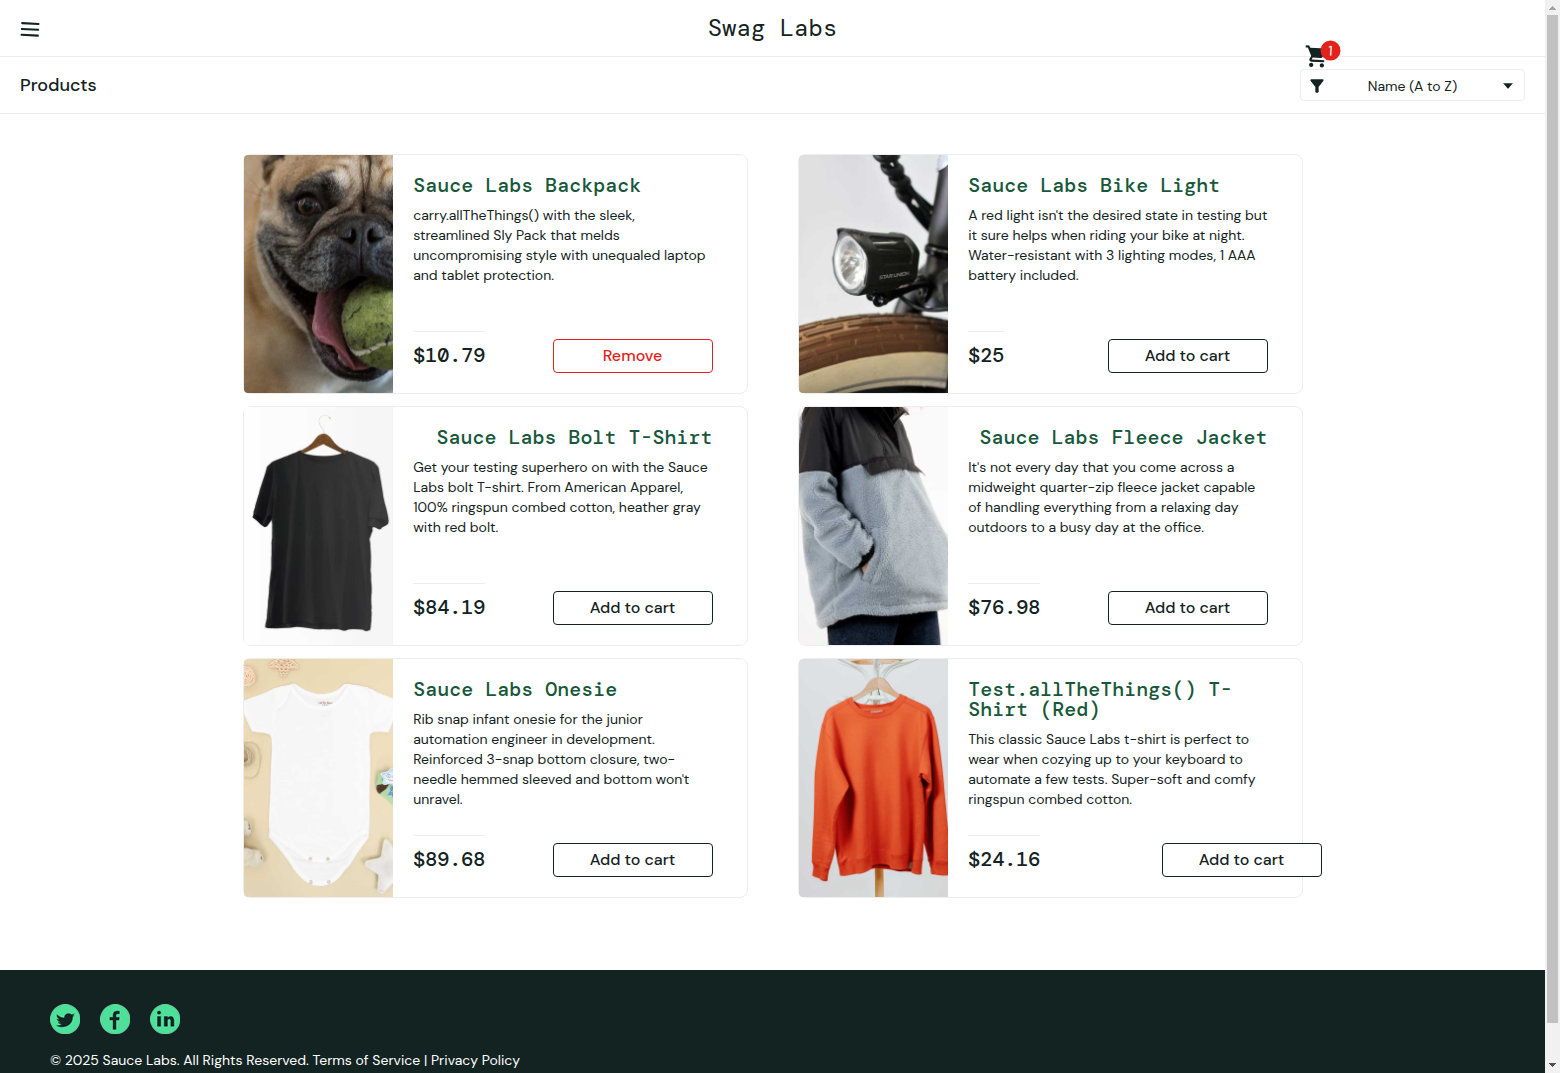 Swag Labs
1
Products
Name (A to Z)
Sauce Labs Backpack
carry.allTheThings() with the sleek,
streamlined Sly Pack that melds
uncompromising style with unequaled laptop
and tablet protection.
$10.79
Remove
Sauce Labs Bike Light
A red light isn't the desired state in testing but
it sure helps when riding your bike at night.
Water-resistant with 3 lighting modes, 1 AAA
battery included.
$25
Add to cart
STAR UNION
Sauce Labs Bolt T-Shirt
Get your testing superhero on with the Sauce
Labs bolt T-shirt. From American Apparel,
100% ringspun combed cotton, heather gray
with red bolt.
$84.19
Add to cart
Sauce Labs Fleece Jacket
It's not every day that you come across a
midweight quarter-zip fleece jacket capable
of handling everything from a relaxing day
outdoors to a busy day at the office.
$76.98
Add to cart
Sauce Labs Onesie
Rib snap infant onesie for the junior
automation engineer in development.
Reinforced 3-snap bottom closure, two-
needle hemmed sleeved and bottom won't
unravel.
$89.68
Add to cart
Test.allTheThings() T-
Shirt (Red)
This classic Sauce Labs t-shirt is perfect to
wear when cozying up to your keyboard to
automate a few tests. Super-soft and comfy
ringspun combed cotton.
$24.16
Add to cart
© 2025 Sauce Labs. All Rights Reserved. Terms of Service | Privacy Policy